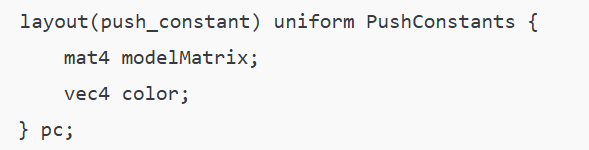 layout(push_constant) uniform PushConstants {
    mat4 modelMatrix;
    vec4 color;
} pc;